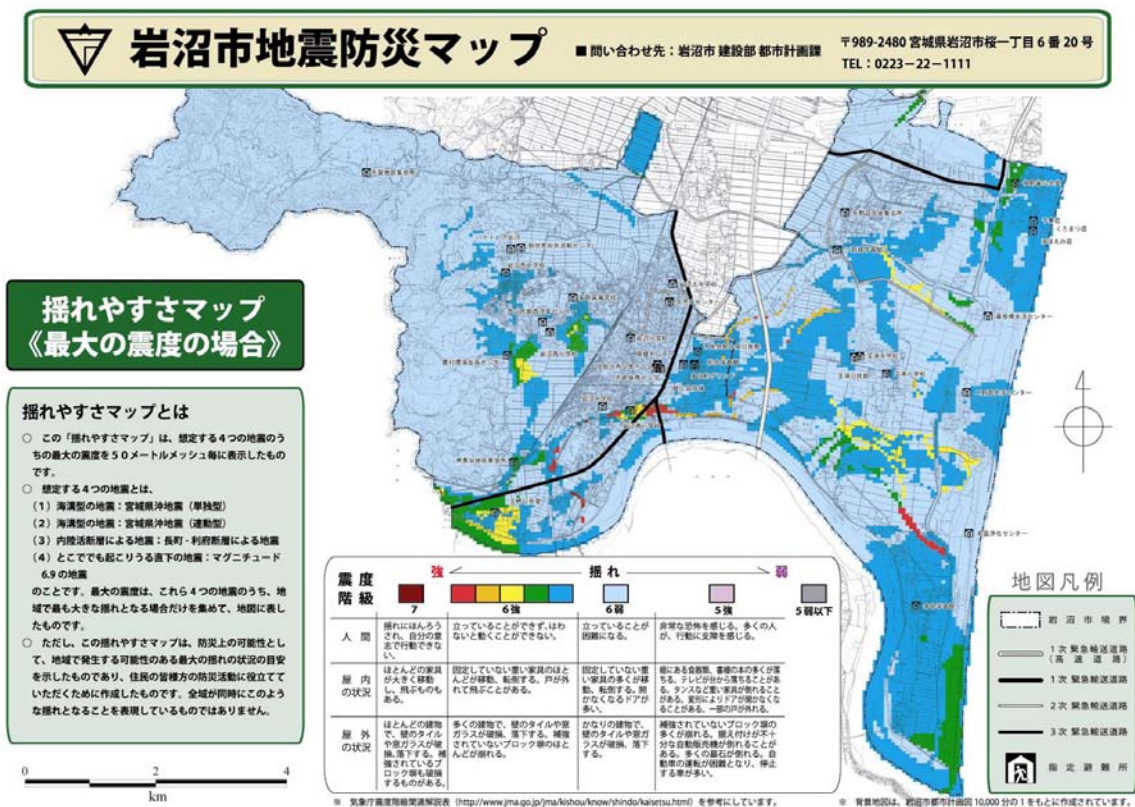 岩沼市地震防災マップ
■ 問い合わせ先:岩沼市 建設部 都市計画課
〒989-2480 宮城県岩沼市桜一丁目 6 番 20 号
TEL:0223-22-1111
揺れやすさマップ
《最大の震度の場合》
揺れやすさマップとは
○ この「揺れやすさマップ」は、想定する4つの地震のう
ちの最大の震度を50メートルメッシュ毎に表示したもの
です。
○ 想定する4つの地震とは、
(1)海溝型の地震:宮城県沖地震(単独型)
(2)海溝型の地震:宮城県沖地震(連動型)
(3)内陸活断層による地震:長町‐利府断層による地震
(4)どこででも起こりうる直下の地震:マグニチュード
6.9 の地震
のことです。最大の震度は、これら4つの地震のうち、地
域で最も大きな揺れとなる場合だけを集めて、地図に表し
たものです。
○ ただし、この揺れやすさマップは、防災上の可能性とし
て、地域で発生する可能性のある最大の揺れの状況の目安
を示したものであり、住民の皆様方の防災活動に役立てて
いただくために作成したものです。全域が同時にこのよう
な揺れとなることを表現しているものではありません。
0 2 4
km
震度
階級
強 揺れ 弱
7 6強 6弱 5強 5弱以下
人間
揺れにほんろう
され、自分の意
志で行動できな
い。
立っていることができず、はわ
ないと動くことができない。
立っていることが
困難になる。
非常な恐怖を感じる。多くの人
が、行動に支障を感じる。
屋内
の状況
ほとんどの家具
が大きく移動
し、飛ぶものも
ある。
固定していない重い家具のほと
んどが移動、転倒する。戸が外
れて飛ぶことがある。
固定していない重
い家具の多くが移
動、転倒する。開
かなくなるドアが
多い。
棚にある食器類、書棚の本の多くが落
ちる。テレビが台から落ちることがあ
る。タンスなど重い家具が倒れることが
ある。変形によりドアが開かなくな
ることがある。一部の戸が外れる。
屋外
の状況
ほとんどの建物
で、壁のタイル
や窓ガラスが破
損、落下する。補
強されているブ
ロック塀も破損
するものがある。
多くの建物で、壁のタイルや窓
ガラスが破損、落下する。補強
されていないブロック塀のほと
んどが崩れる。
かなりの建物で、
壁のタイルや窓ガ
ラスが破損、落下
する。
補強されていないブロック塀の
多くが崩れる。据え付けが不十
分な自動販売機が倒れることが
ある。多くの墓石が倒れる。自
動車の運転が困難となり、停止
する車が多い。
地図凡例
岩沼市境界
1次緊急輸送道路
(高速道路)
1次緊急輸送道路
2次緊急輸送道路
3次緊急輸送道路
指定避難所
※ 気象庁震度階級関連解説表(http://www.jma.go.jp/jma/kishou/know/shindo/kaisetsu.html)を参考にしています。
※ 背景地図は、岩沼市都市計画図 10,000 分の 1 をもとに作成されています。